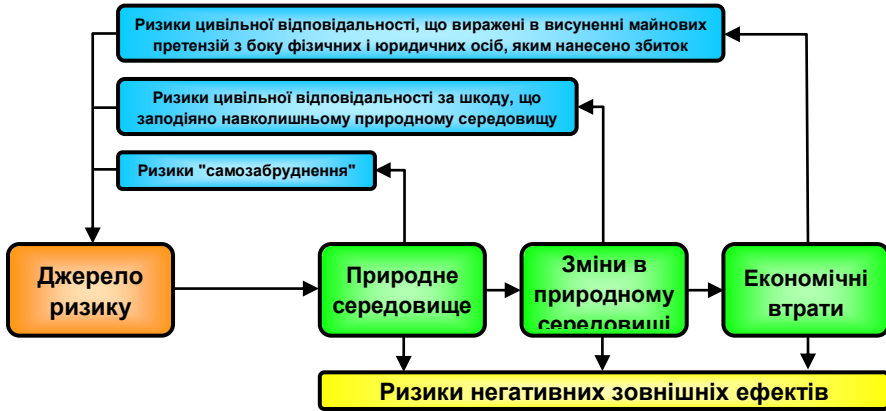 Ризики цивільної відповідальності, що виражені в висуненні майнових
претензій з боку фізичних і юридичних осіб, яким нанесено збиток
Ризики цивільної відповідальності за шкоду, що
заподіяно навколишньому природному середовищу
Ризики "самозабруднення"
Джерело
ризику
Природне
середовище
Зміни в
природному
середовищі
Економічні
втрати
Ризики негативних зовнішніх ефектів